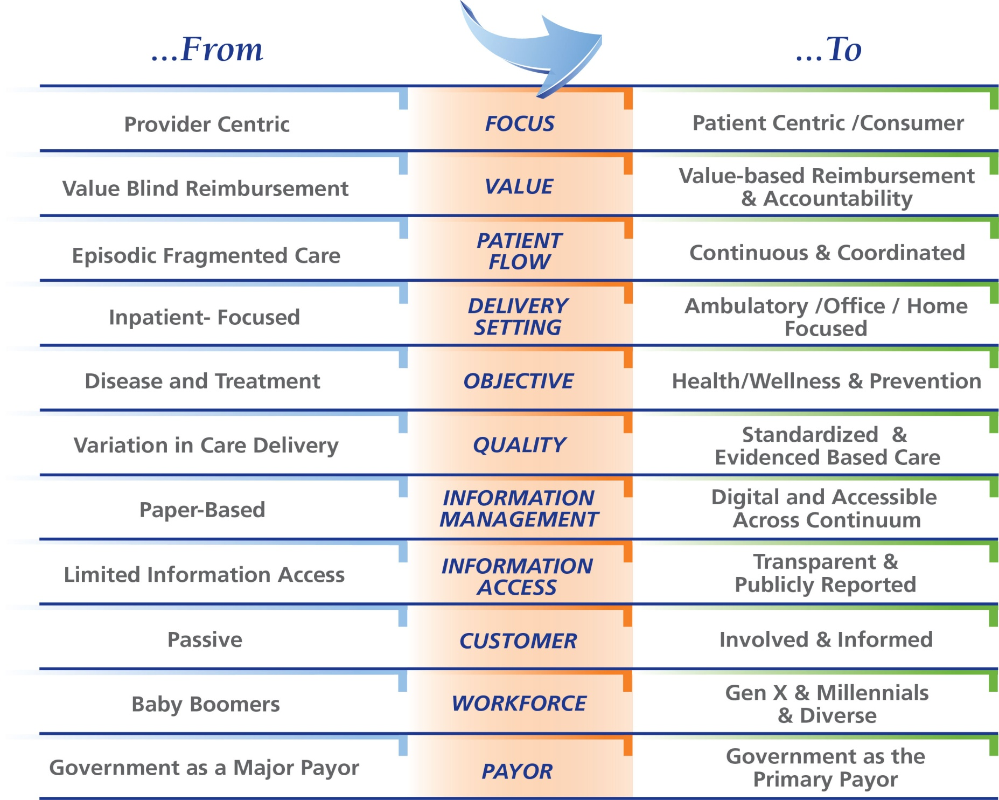 ...From
...To
Provider Centric
FOCUS
Patient Centric /Consumer
Value Blind Reimbursement
VALUE
Value-based Reimbursement
& Accountability
Episodic Fragmented Care
PATIENT
FLOW
Continuous & Coordinated
Inpatient- Focused
DELIVERY
SETTING
Ambulatory /Office / Home
Focused
Disease and Treatment
OBJECTIVE
Health/Wellness & Prevention
Variation in Care Delivery
QUALITY
Standardized  &
Evidenced Based Care
Paper-Based
INFORMATION
MANAGEMENT
Digital and Accessible
Across Continuum
Limited Information Access
INFORMATION
ACCESS
Transparent &
Publicly Reported
Passive
CUSTOMER
Involved & Informed
Baby Boomers
WORKFORCE
Gen X & Millennials
& Diverse
Government as a Major Payor
PAYOR
Government as the
Primary Payor